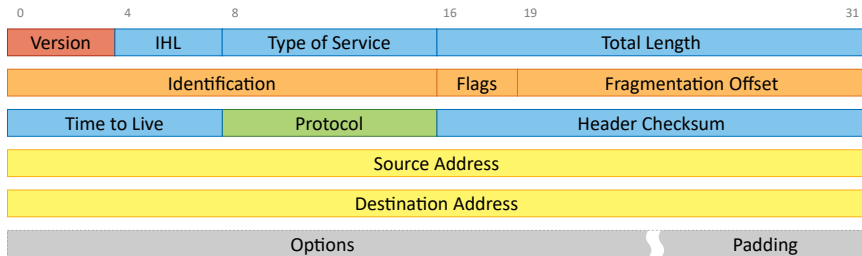 0 4 8 16 19 31
Version IHL Type of Service Total Length
Identification Flags Fragmentation Offset
Time to Live Protocol Header Checksum
Source Address
Destination Address
Options Padding